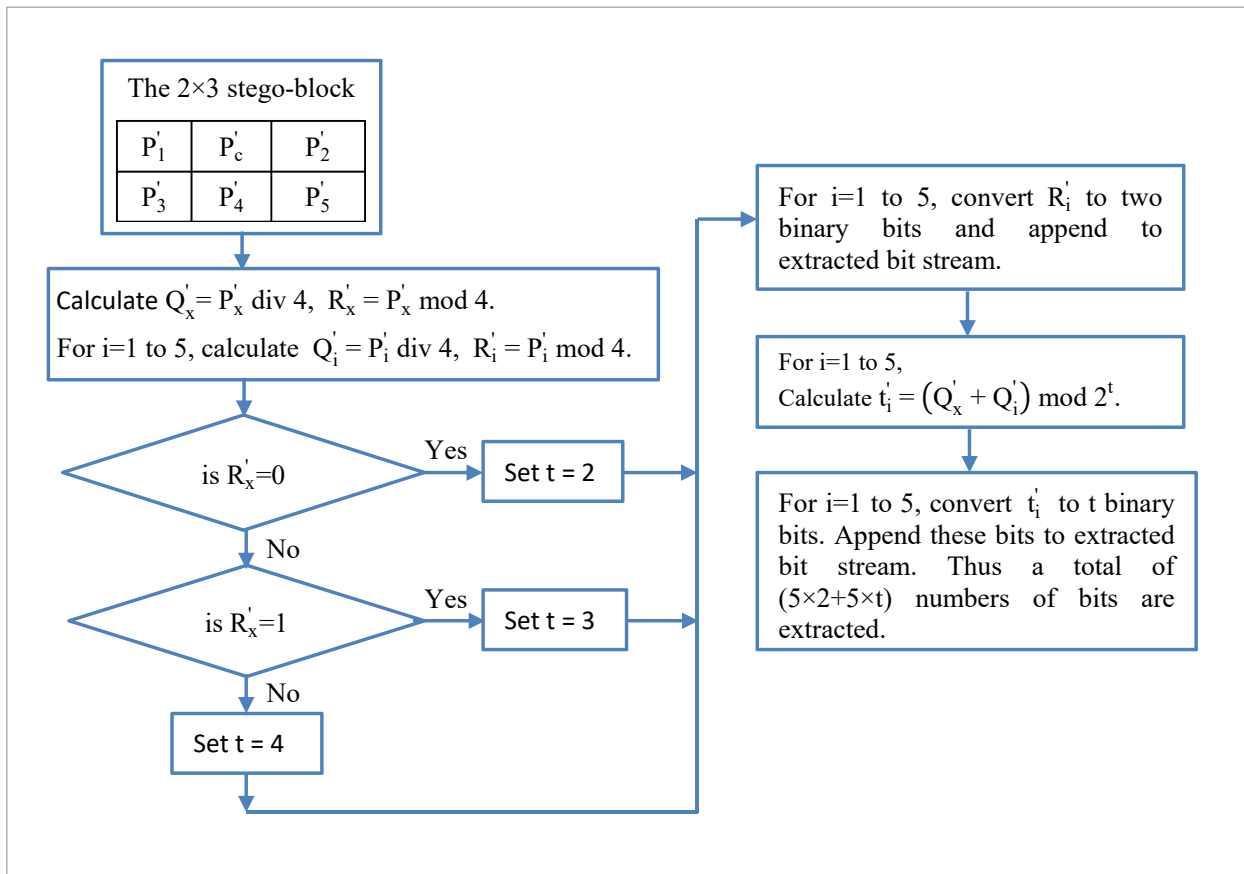 The 2×3 stego-block
P'₁ P'c P'₂
P'₃ P'₄ P'₅
Calculate Q'ₓ= P'ₓ div 4, R'ₓ = P'ₓ mod 4.
For i=1 to 5, calculate Q'ᵢ = P'ᵢ div 4, R'ᵢ = P'ᵢ mod 4.
is R'ₓ=0
Yes
Set t = 2
No
is R'ₓ=1
Yes
Set t = 3
No
Set t = 4
For i=1 to 5, convert R'ᵢ to two
binary bits and append to
extracted bit stream.
For i=1 to 5,
Calculate t'ᵢ = (Q'ₓ + Q'ᵢ) mod 2ᵗ.
For i=1 to 5, convert t'ᵢ to t binary
bits. Append these bits to extracted
bit stream. Thus a total of
(5×2+5×t) numbers of bits are
extracted.